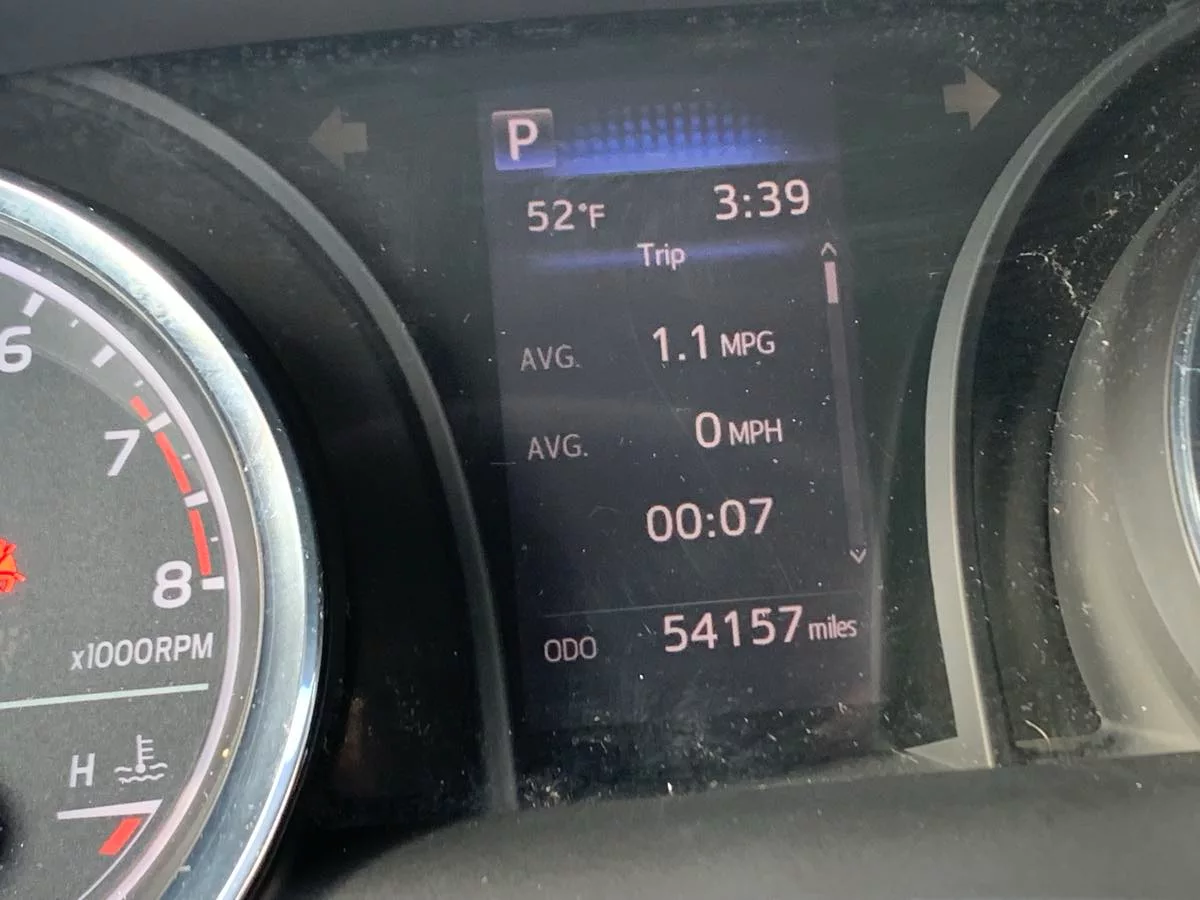 P
52°F 3:39
Trip
AVG. 1.1 MPG
AVG. 0 MPH
00:07
ODO 54157 miles
6
7
8
x1000RPM
H